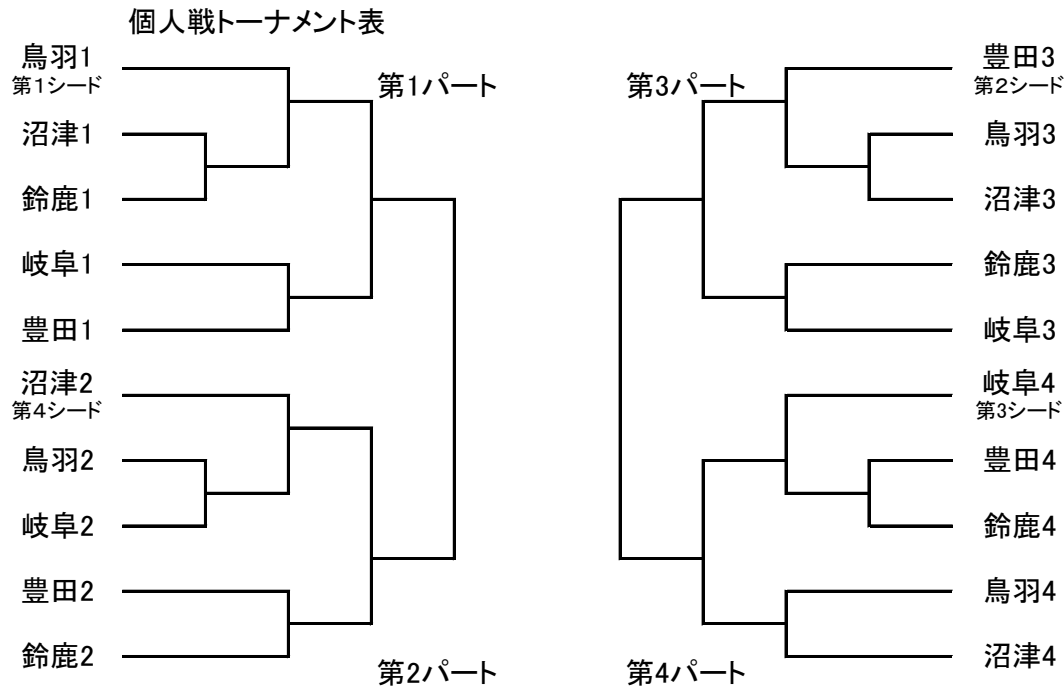 個人戦トーナメント表
鳥羽1
第1シード
沼津1
鈴鹿1
岐阜1
豊田1
沼津2
第4シード
鳥羽2
岐阜2
豊田2
鈴鹿2
第1パート
第2パート
第3パート
第4パート
豊田3
第2シード
鳥羽3
沼津3
鈴鹿3
岐阜3
岐阜4
第3シード
豊田4
鈴鹿4
鳥羽4
沼津4